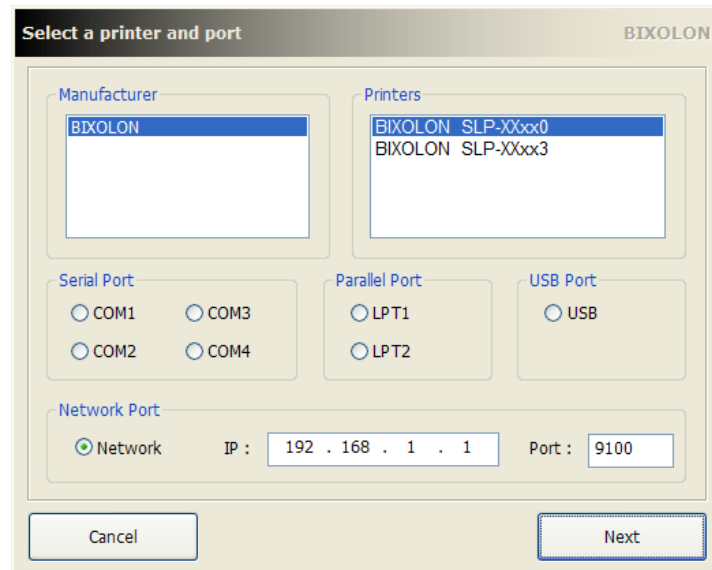 Select a printer and port BIXOLON
Manufacturer
BIXOLON
Printers
BIXOLON SLP-XXxx0
BIXOLON SLP-XXxx3
Serial Port
COM1 COM3
COM2 COM4
Parallel Port
LPT1
LPT2
USB Port
USB
Network Port
Network IP : 192 . 168 . 1 . 1 Port : 9100
Cancel Next